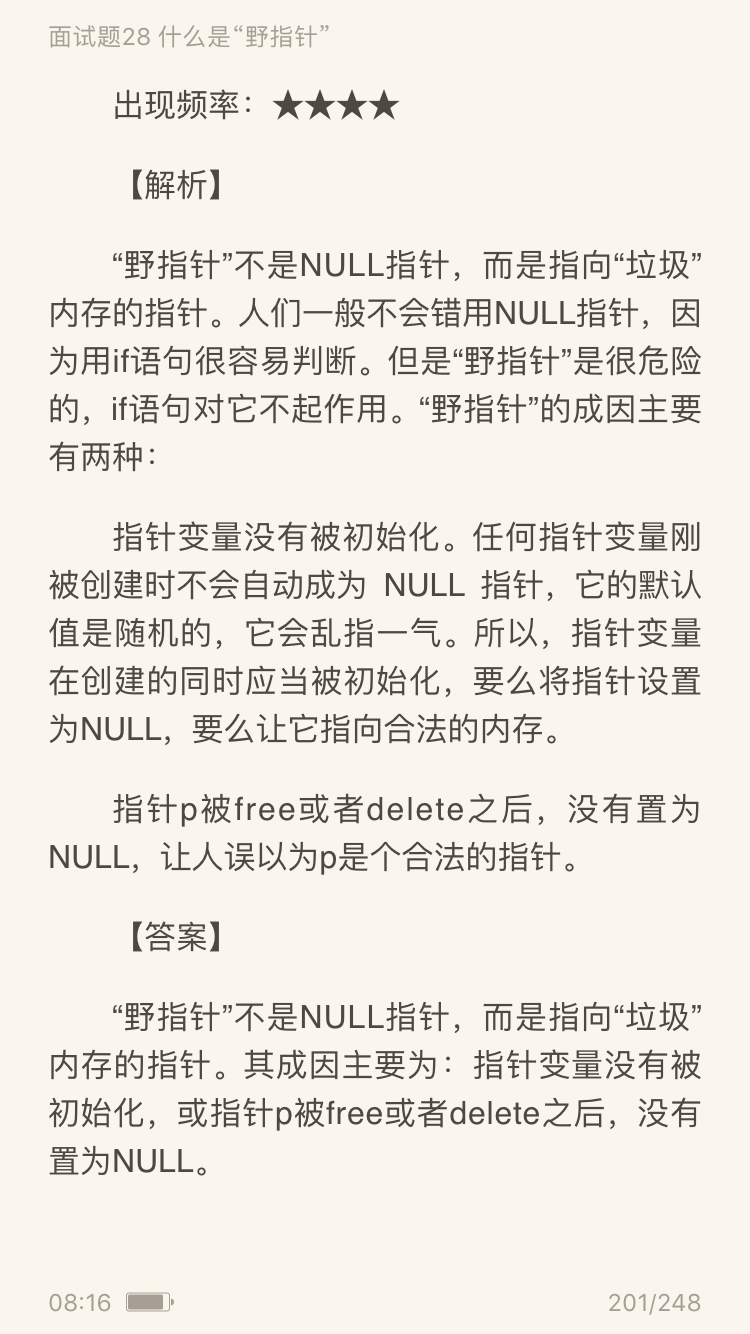 面试题28 什么是“野指针”
出现频率：★★★★
【解析】
“野指针”不是NULL指针，而是指向“垃圾”
内存的指针。人们一般不会错用NULL指针，因
为用if语句很容易判断。但是“野指针”是很危险
的，if语句对它不起作用。“野指针”的成因主要
有两种：
指针变量没有被初始化。任何指针变量刚
被创建时不会自动成为 NULL 指针，它的默认
值是随机的，它会乱指一气。所以，指针变量
在创建的同时应当被初始化，要么将指针设置
为NULL，要么让它指向合法的内存。
指针p被free或者delete之后，没有置为
NULL，让人误以为p是个合法的指针。
【答案】
“野指针”不是NULL指针，而是指向“垃圾”
内存的指针。其成因主要为：指针变量没有被
初始化，或指针p被free或者delete之后，没有
置为NULL。
08:16
201/248